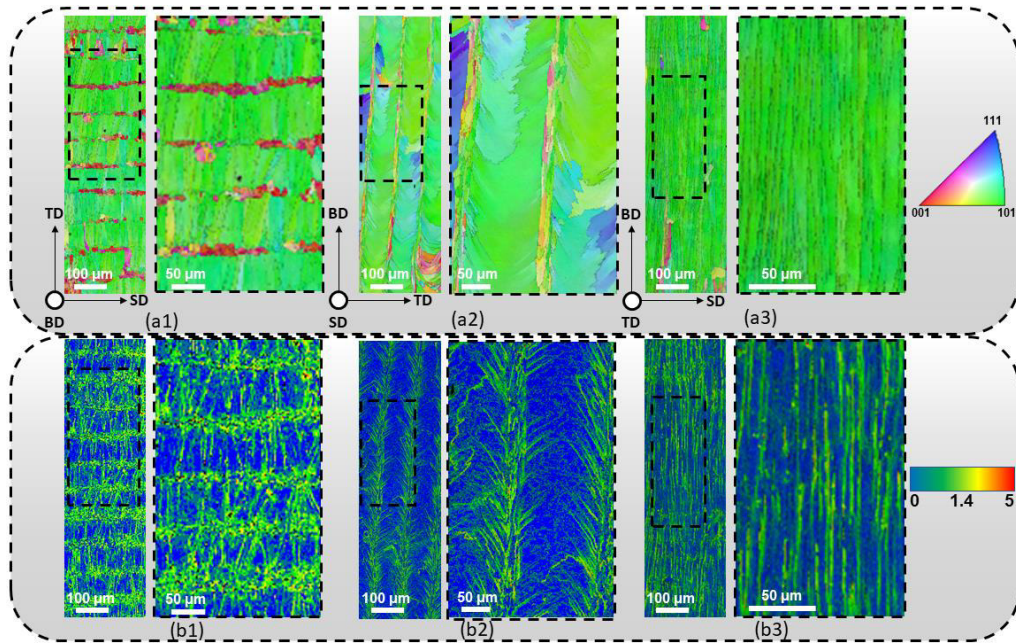 TD
100 µm
50 µm
SD
BD
(a1)
BD
100 µm
50 µm
TD
SD
(a2)
BD
100 µm
50 µm
SD
TD
(a3)
111
001
101
100 µm
50 µm
(b1)
100 µm
50 µm
(b2)
100 µm
50 µm
(b3)
0 1.4 5